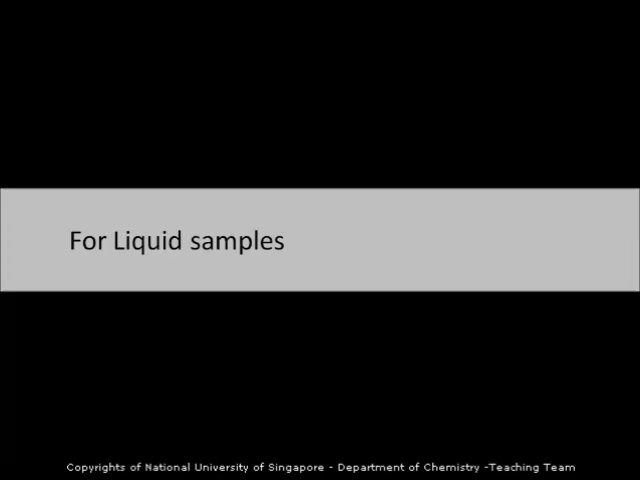 For Liquid samples
Copyrights of National University of Singapore - Department of Chemistry -Teaching Team